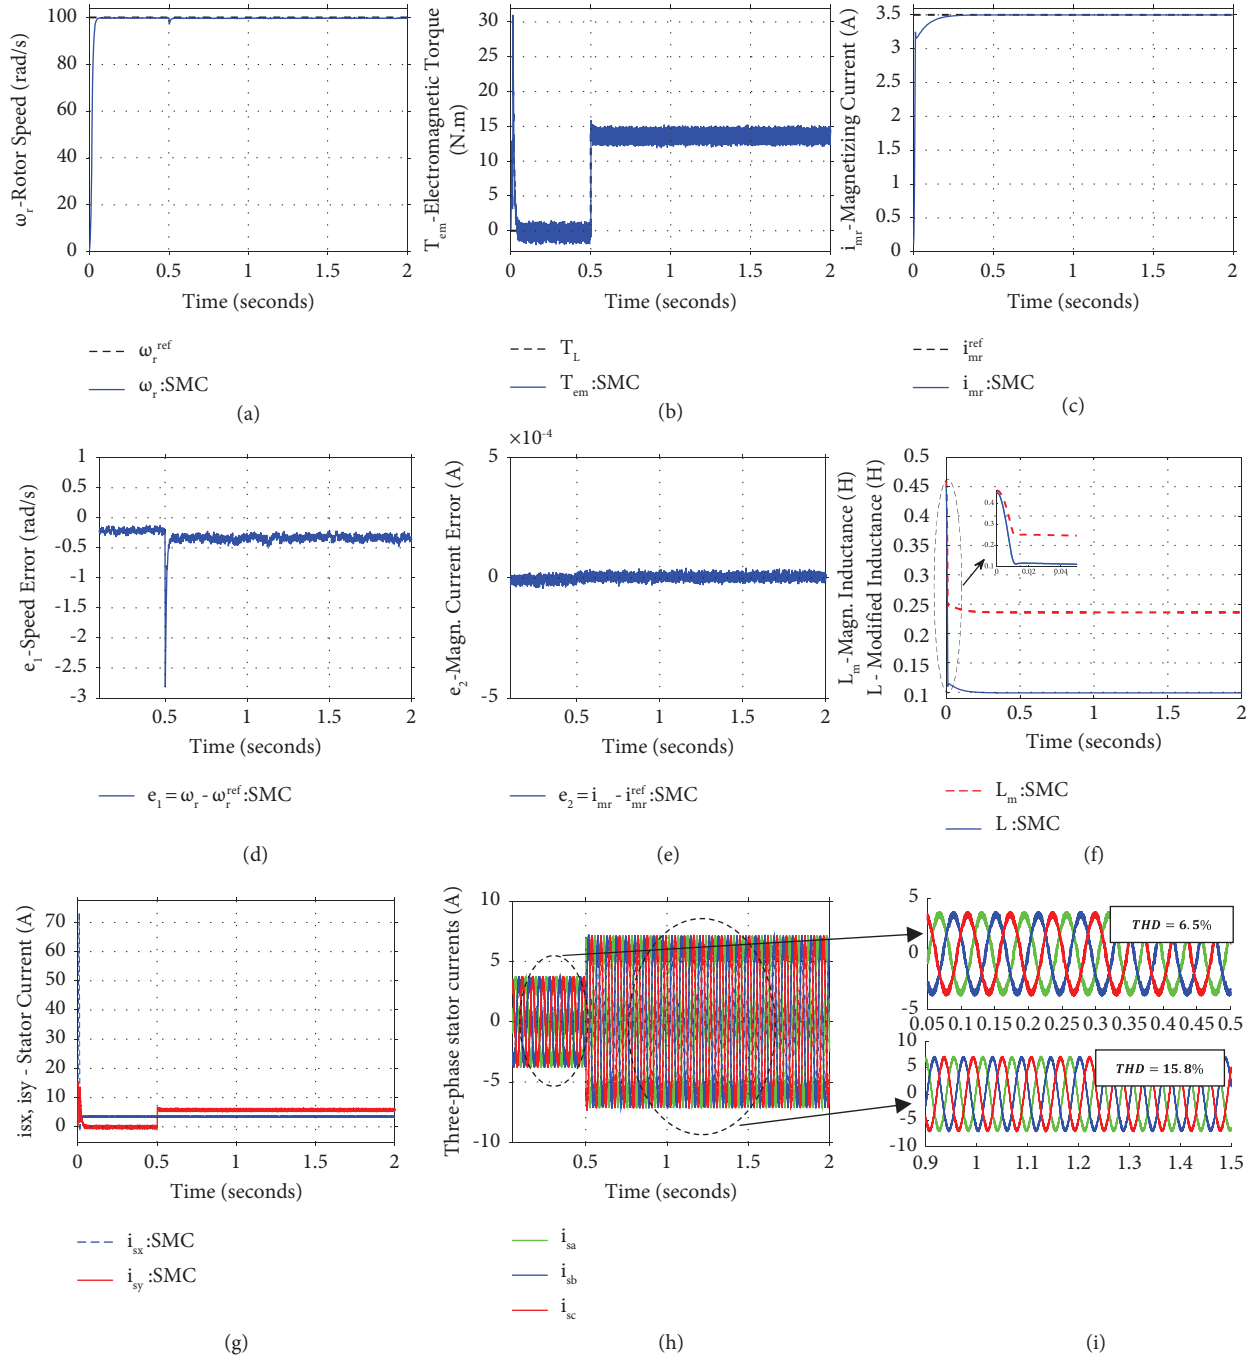 ω_r-Rotor Speed (rad/s)
100
80
60
40
20
0
0 0.5 1 1.5 2
Time (seconds)
ω_r^ref
ω_r:SMC
(a)
T_em-Electromagnetic Torque
(N.m)
30
25
20
15
10
5
0
0 0.5 1 1.5 2
Time (seconds)
T_L
T_em:SMC
(b)
i_mr-Magnetizing Current (A)
3.5
3
2.5
2
1.5
1
0.5
0
0 0.5 1 1.5 2
Time (seconds)
i_mr^ref
i_mr:SMC
(c)
e_1-Speed Error (rad/s)
1
0.5
0
-0.5
-1
-1.5
-2
-2.5
-3
0.5 1 1.5 2
Time (seconds)
e_1 = ω_r - ω_r^ref:SMC
(d)
×10^-4
e_2-Magn. Current Error (A)
5
0
-5
0.5 1 1.5 2
Time (seconds)
e_2 = i_mr - i_mr^ref:SMC
(e)
L_m-Magn. Inductance (H)
L - Modified Inductance (H)
0.5
0.45
0.4
0.35
0.3
0.25
0.2
0.15
0.1
0.4
0.3
-0.2
0.1
0 0.02 0.04
0 0.5 1 1.5 2
Time (seconds)
L_m:SMC
L :SMC
(f)
isx, isy - Stator Current (A)
70
60
50
40
30
20
10
0
0 0.5 1 1.5 2
Time (seconds)
i_sx:SMC
i_sy:SMC
(g)
Three-phase stator currents (A)
10
5
0
-5
-10
0.5 1 1.5 2
Time (seconds)
i_sa
i_sb
i_sc
(h)
5
0
-5
THD = 6.5%
0.05 0.1 0.15 0.2 0.25 0.3 0.35 0.4 0.45 0.5
10
5
0
-5
-10
THD = 15.8%
0.9 1 1.1 1.2 1.3 1.4 1.5
(i)